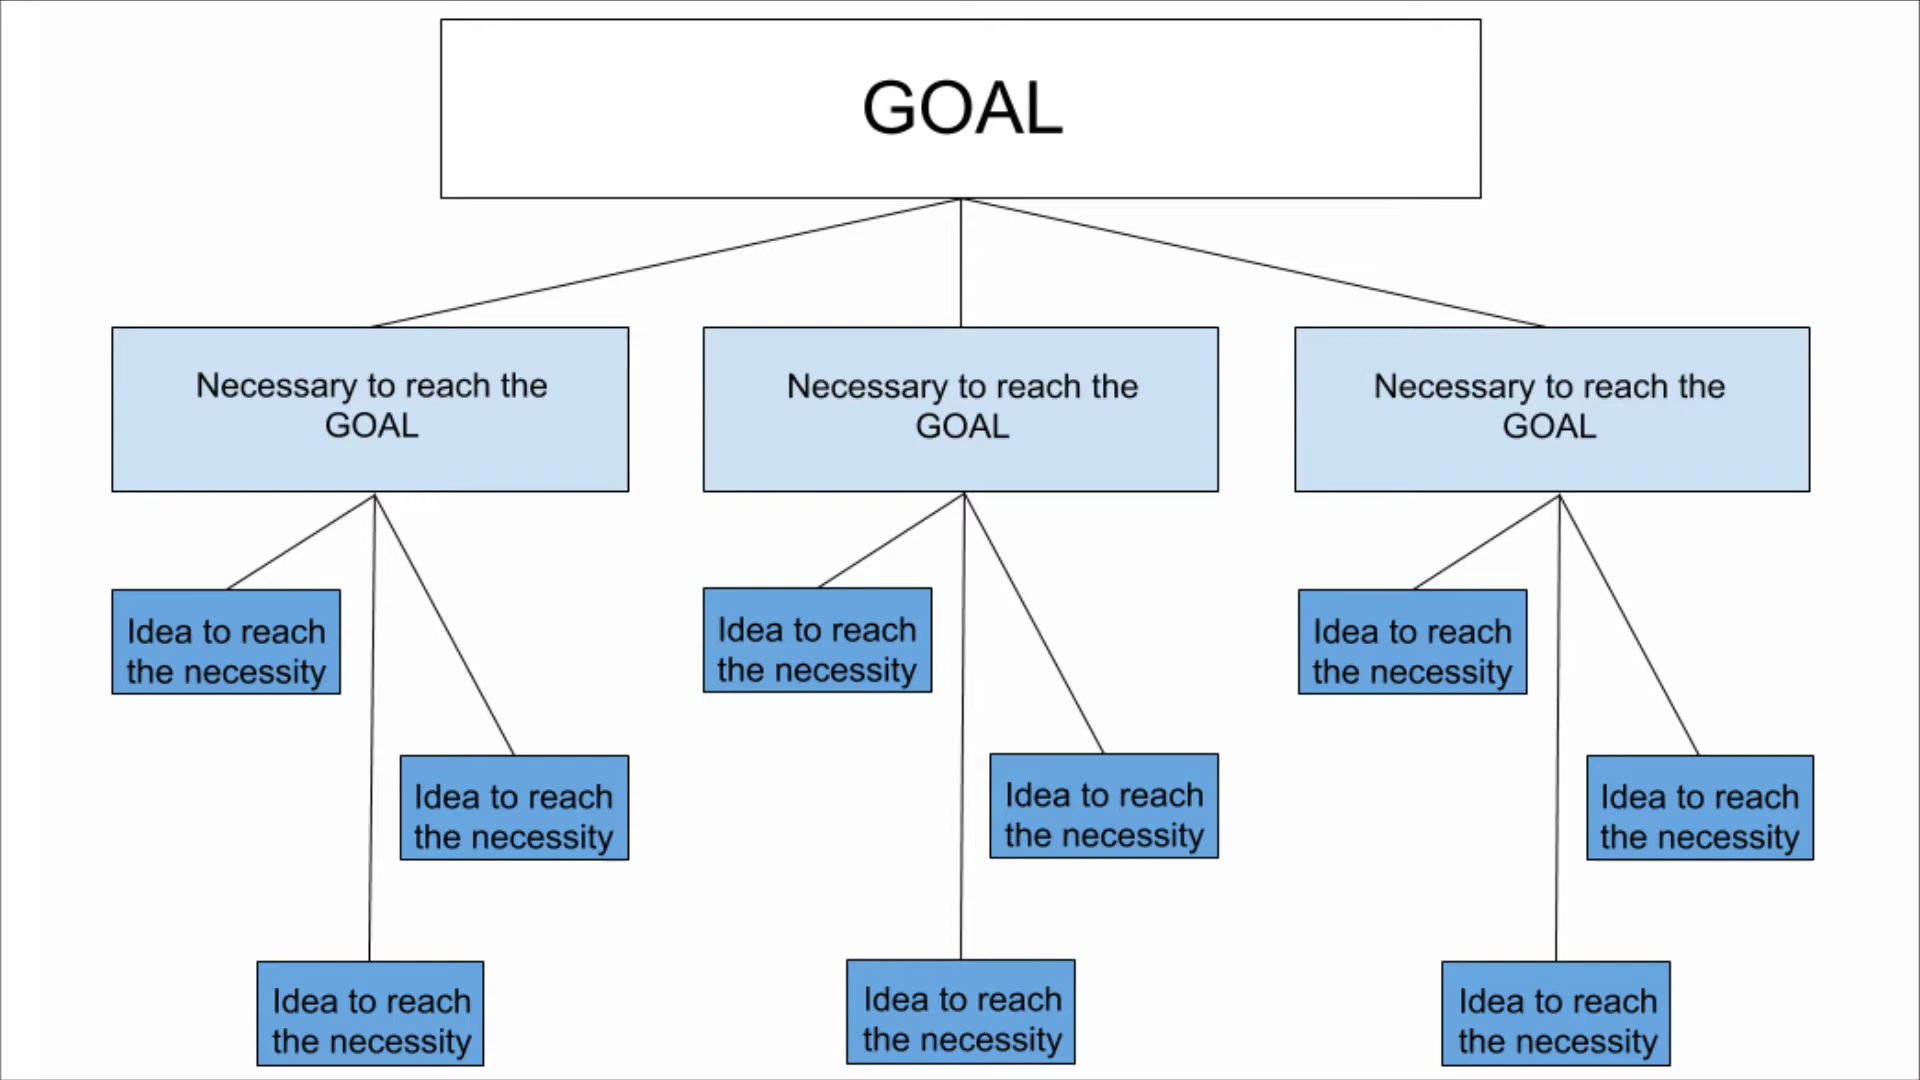 GOAL
Necessary to reach the
GOAL
Necessary to reach the
GOAL
Necessary to reach the
GOAL
Idea to reach
the necessity
Idea to reach
the necessity
Idea to reach
the necessity
Idea to reach
the necessity
Idea to reach
the necessity
Idea to reach
the necessity
Idea to reach
the necessity
Idea to reach
the necessity
Idea to reach
the necessity